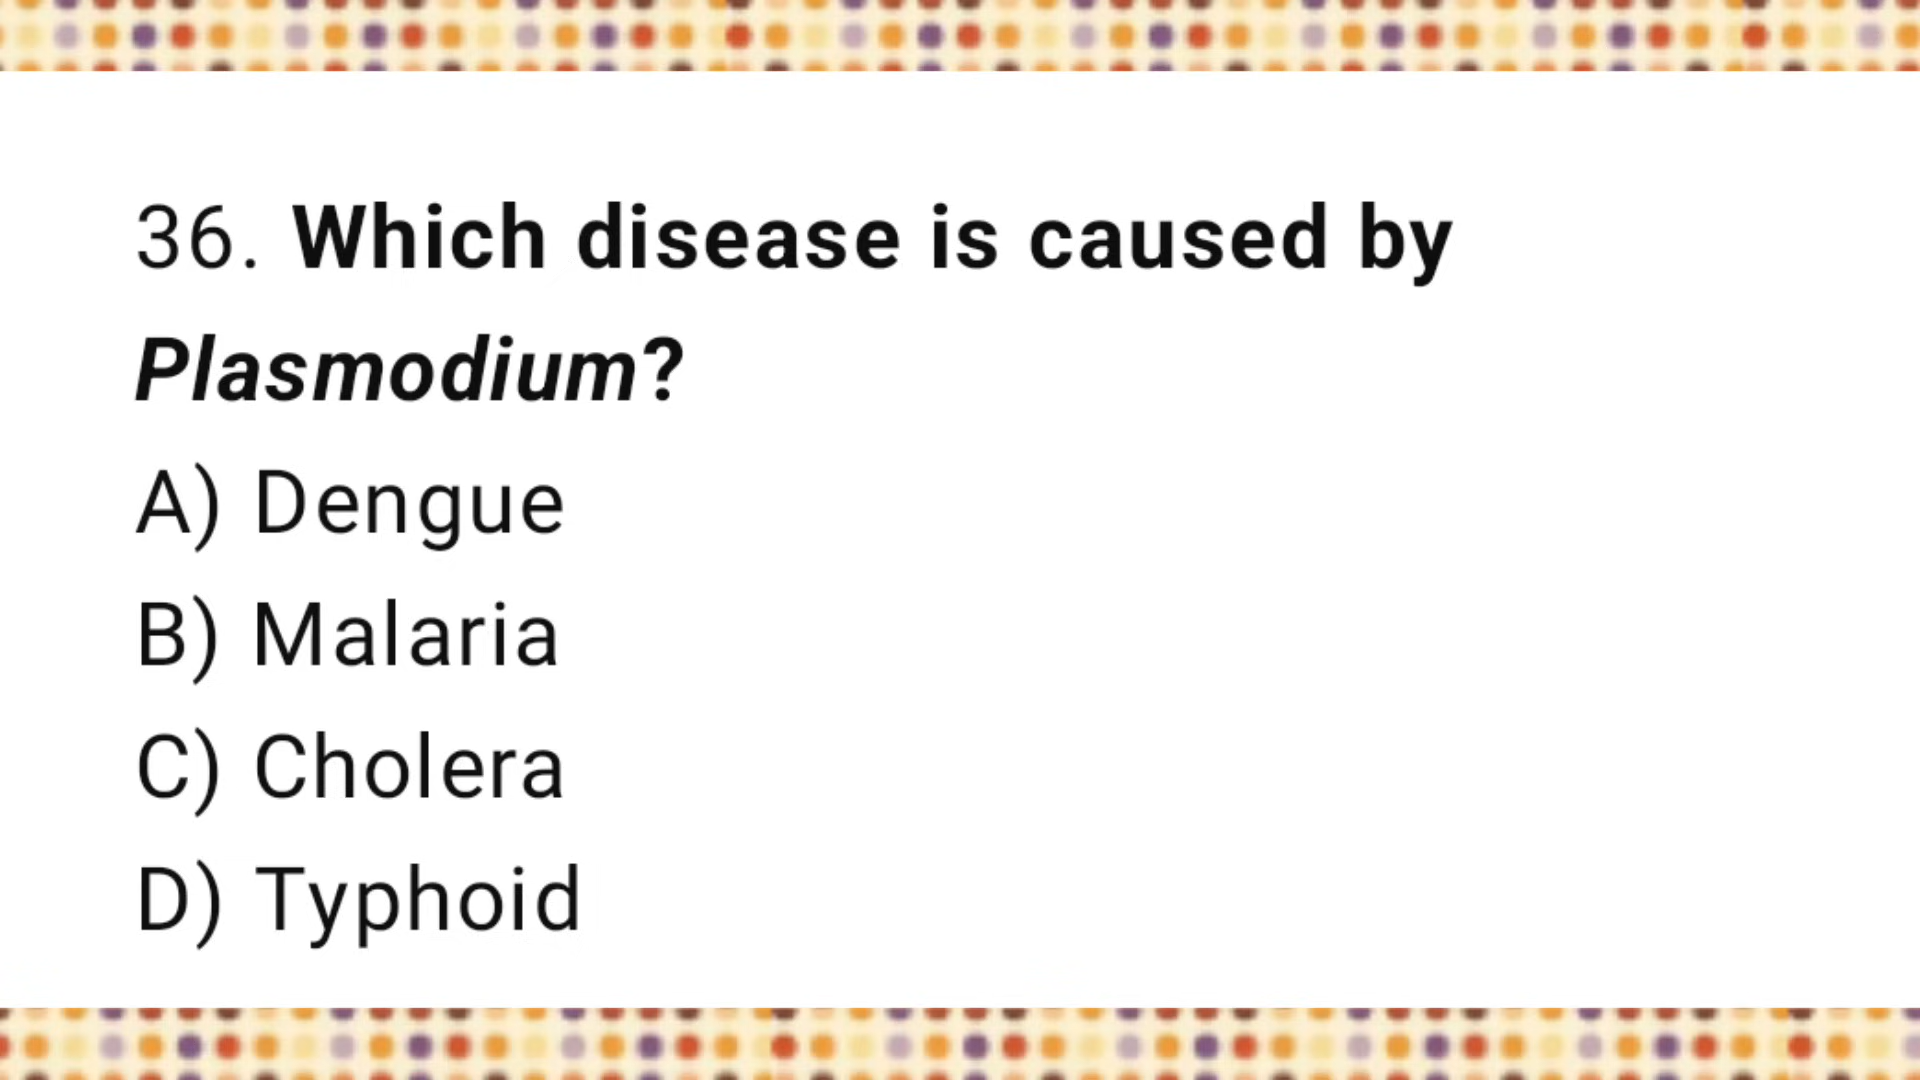 36. Which disease is caused by
Plasmodium?
A) Dengue
B) Malaria
C) Cholera
D) Typhoid